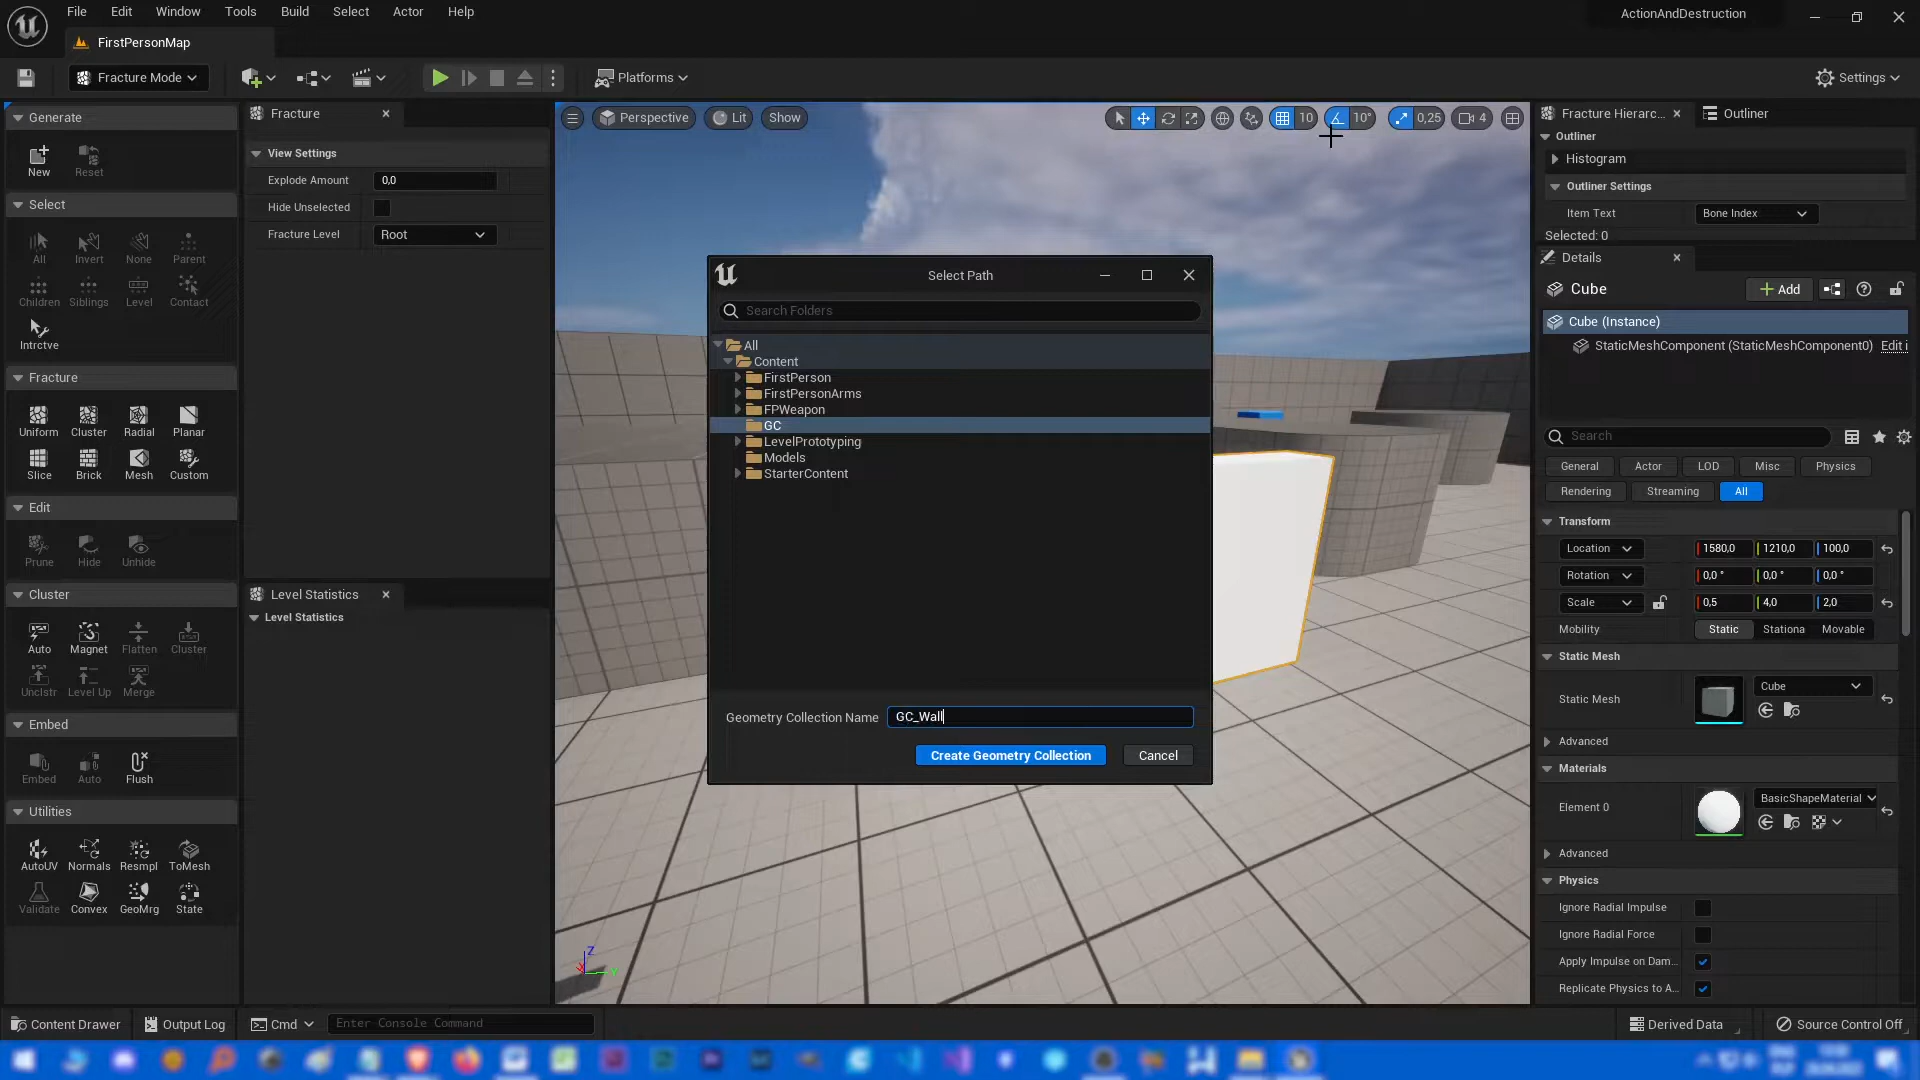 File Edit Window Tools Build Select Actor Help
ActionAndDestruction
FirstPersonMap
Fracture Mode
Platforms
Settings
Generate
New Reset
Select
All Invert None Parent
Children Siblings Level Contact
Intrctve
Fracture
Uniform Cluster Radial Planar
Slice Brick Mesh Custom
Edit
Prune Hide Unhide
Cluster
Auto Magnet Flatten Cluster
Unclstr Level Up Merge
Embed
Embed Auto Flush
Utilities
AutoUV Normals Resmpl ToMesh
Validate Convex GeoMrg State
Fracture
View Settings
Explode Amount 0,0
Hide Unselected
Fracture Level Root
Level Statistics
Level Statistics
Perspective Lit Show
10 10° 0,25 4
Select Path
Search Folders
All
Content
FirstPerson
FirstPersonArms
FPWeapon
GC
LevelPrototyping
Models
StarterContent
Geometry Collection Name GC_Wall
Create Geometry Collection Cancel
Z
X
Y
Fracture Hierarc... Outliner
Outliner
Histogram
Outliner Settings
Item Text Bone Index
Selected: 0
Details
Cube Add
Cube (Instance)
StaticMeshComponent (StaticMeshComponent0) Edit i
Search
General Actor LOD Misc Physics
Rendering Streaming All
Transform
Location 1580,0 1210,0 100,0
Rotation 0,0 ° 0,0 ° 0,0 °
Scale 0,5 4,0 2,0
Mobility Static Stationa Movable
Static Mesh
Static Mesh Cube
Advanced
Materials
Element 0 BasicShapeMaterial
Advanced
Physics
Ignore Radial Impulse
Ignore Radial Force
Apply Impulse on Dam...
Replicate Physics to A...
Content Drawer Output Log Cmd Enter Console Command
Derived Data Source Control Off